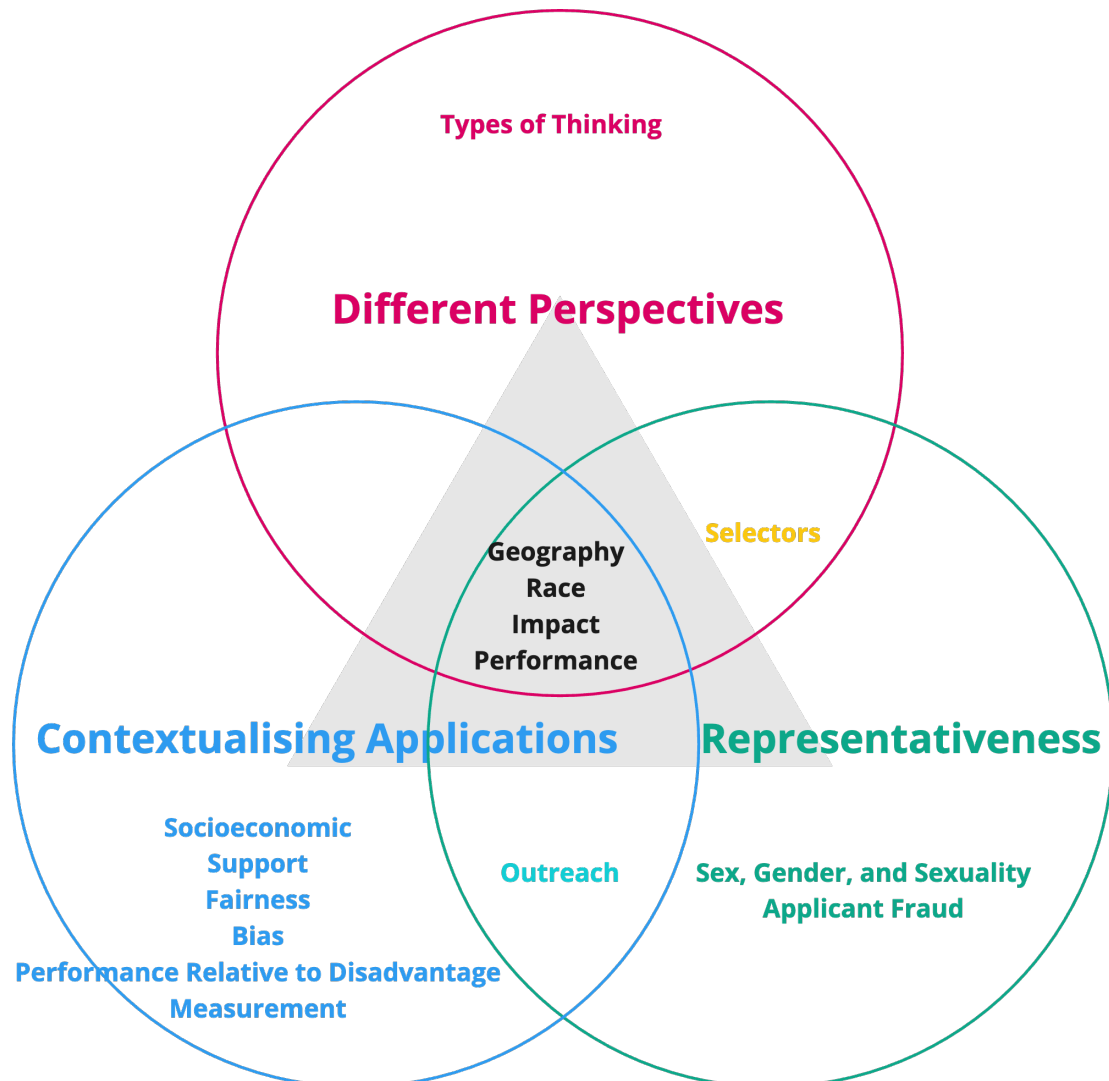 Types of Thinking
Different Perspectives
Selectors
Geography
Race
Impact
Performance
Contextualising Applications
Representativeness
Socioeconomic
Support
Fairness
Bias
Performance Relative to Disadvantage
Measurement
Outreach
Sex, Gender, and Sexuality
Applicant Fraud